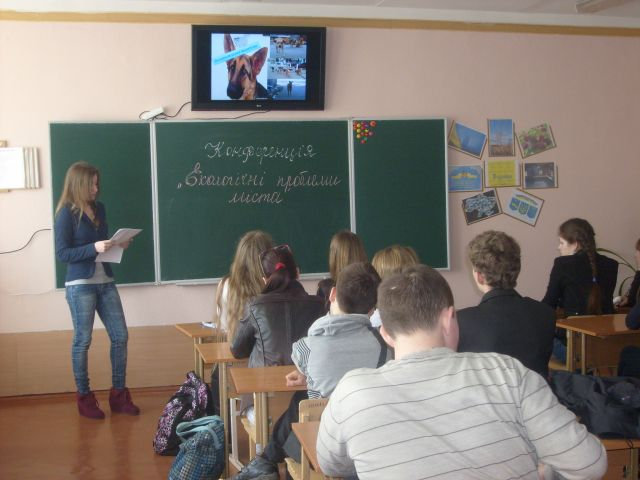 Конференція
„Екологічні проблеми
міста